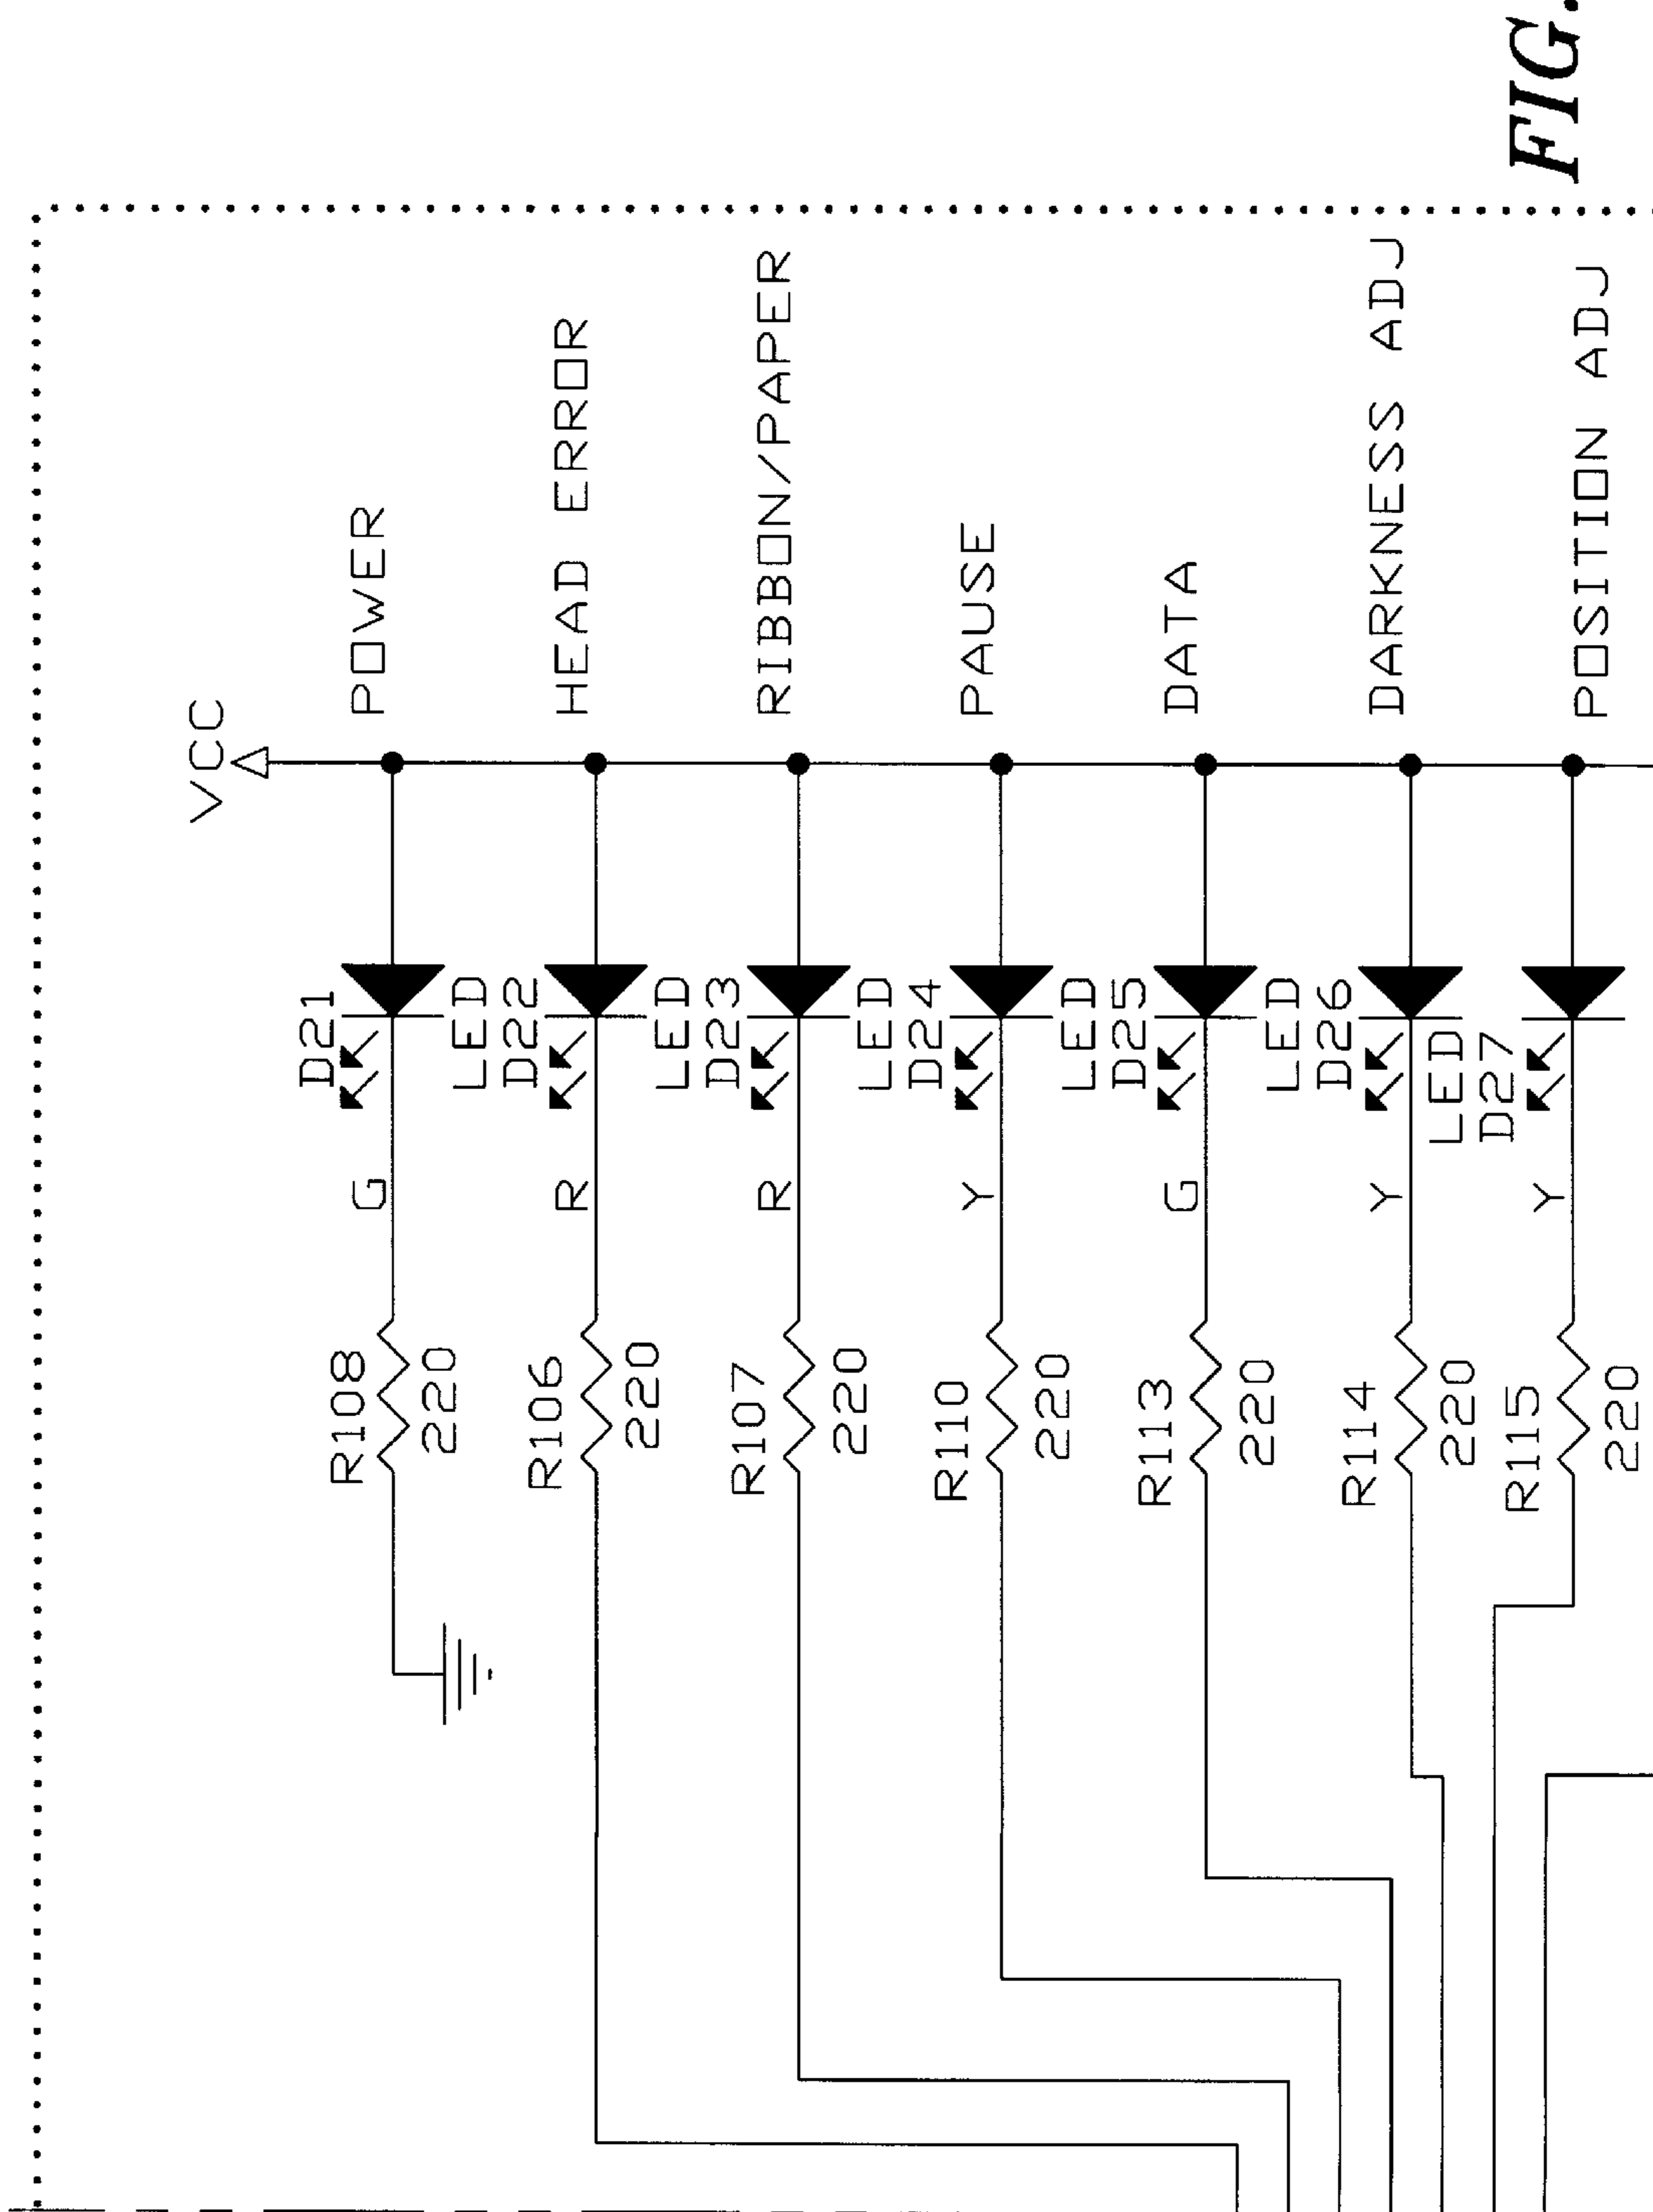 VCC
R108
220
G
D21
LED
POWER
R106
220
R
D22
LED
HEAD ERROR
R107
220
R
D23
LED
RIBBON/PAPER
R110
220
Y
D24
LED
PAUSE
R113
220
G
D25
LED
DATA
R114
220
Y
D26
LED
DARKNESS ADJ
R115
220
Y
D27
POSITION ADJ
FIG.